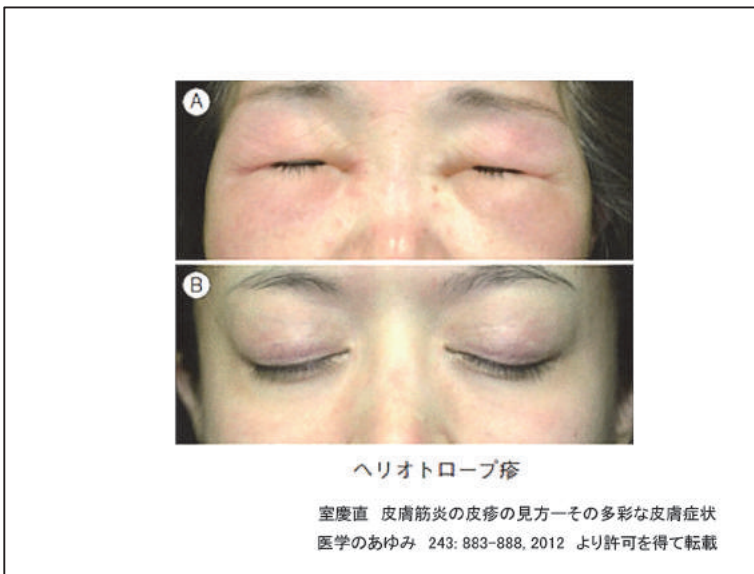 A
B
ヘリオトロープ疹
室慶直 皮膚筋炎の皮疹の見方―その多彩な皮膚症状
医学のあゆみ 243: 883-888, 2012 より許可を得て転載